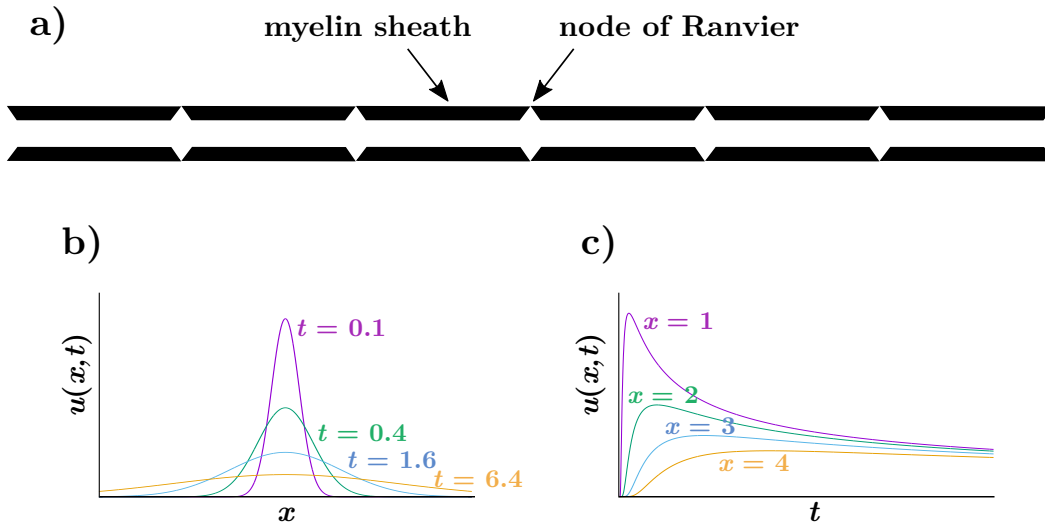 a)
myelin sheath
node of Ranvier
b)
u(x,t)
t = 0.1
t = 0.4
t = 1.6
t = 6.4
x
c)
u(x,t)
x = 1
x = 2
x = 3
x = 4
t